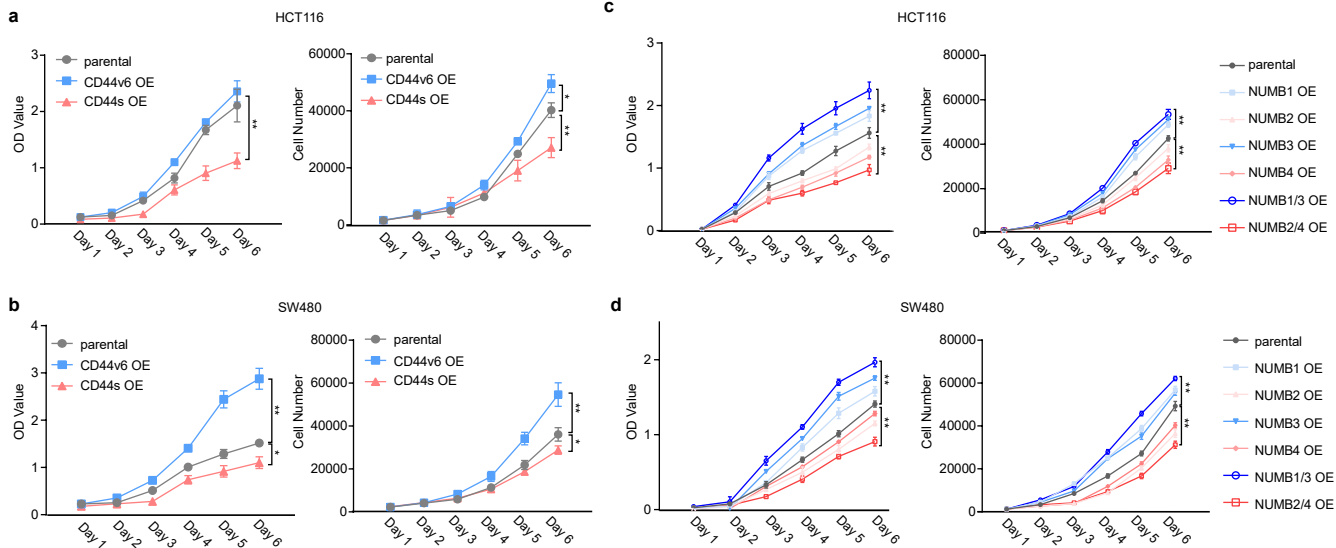 a
HCT116
OD Value
3
2
1
0
Day 1
Day 2
Day 3
Day 4
Day 5
Day 6
parental
CD44v6 OE
CD44s OE
**
Cell Number
60000
40000
20000
0
Day 1
Day 2
Day 3
Day 4
Day 5
Day 6
parental
CD44v6 OE
CD44s OE
*
**
c
HCT116
OD Value
3
2
1
0
Day 1
Day 2
Day 3
Day 4
Day 5
Day 6
**
**
Cell Number
80000
60000
40000
20000
0
Day 1
Day 2
Day 3
Day 4
Day 5
Day 6
**
**
parental
NUMB1 OE
NUMB2 OE
NUMB3 OE
NUMB4 OE
NUMB1/3 OE
NUMB2/4 OE
b
SW480
OD Value
4
3
2
1
0
Day 1
Day 2
Day 3
Day 4
Day 5
Day 6
parental
CD44v6 OE
CD44s OE
**
*
Cell Number
80000
60000
40000
20000
0
Day 1
Day 2
Day 3
Day 4
Day 5
Day 6
parental
CD44v6 OE
CD44s OE
**
*
d
SW480
OD Value
2
1
0
Day 1
Day 2
Day 3
Day 4
Day 5
Day 6
**
**
Cell Number
80000
60000
40000
20000
0
Day 1
Day 2
Day 3
Day 4
Day 5
Day 6
**
**
parental
NUMB1 OE
NUMB2 OE
NUMB3 OE
NUMB4 OE
NUMB1/3 OE
NUMB2/4 OE